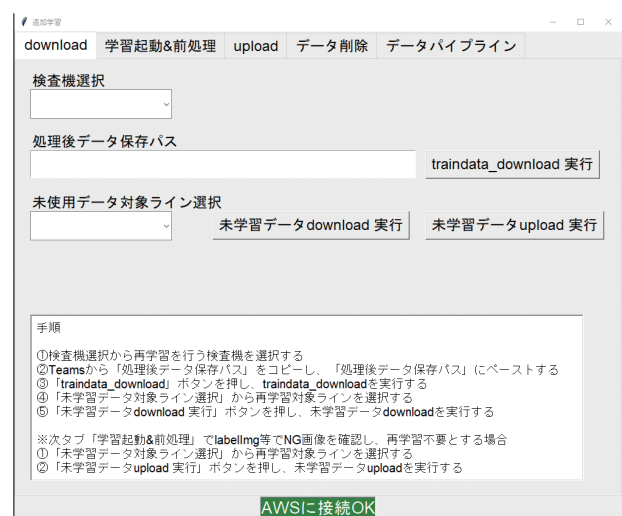 追加学習
download 学習起動&前処理 upload データ削除 データパイプライン
検査機選択
処理後データ保存パス
traindata_download 実行
未使用データ対象ライン選択
未学習データdownload 実行 未学習データupload 実行
手順
①検査機選択から再学習を行う検査機を選択する
②Teamsから「処理後データ保存パス」をコピーし、「処理後データ保存パス」にペーストする
③「traindata_download」ボタンを押し、traindata_downloadを実行する
④「未学習データ対象ライン選択」から再学習対象ラインを選択する
⑤「未学習データdownload 実行」ボタンを押し、未学習データdownloadを実行する
※次タブ「学習起動&前処理」でlabelImg等でNG画像を確認し、再学習不要とする場合
①「未学習データ対象ライン選択」から再学習対象ラインを選択する
②「未学習データupload 実行」ボタンを押し、未学習データuploadを実行する
AWSに接続OK